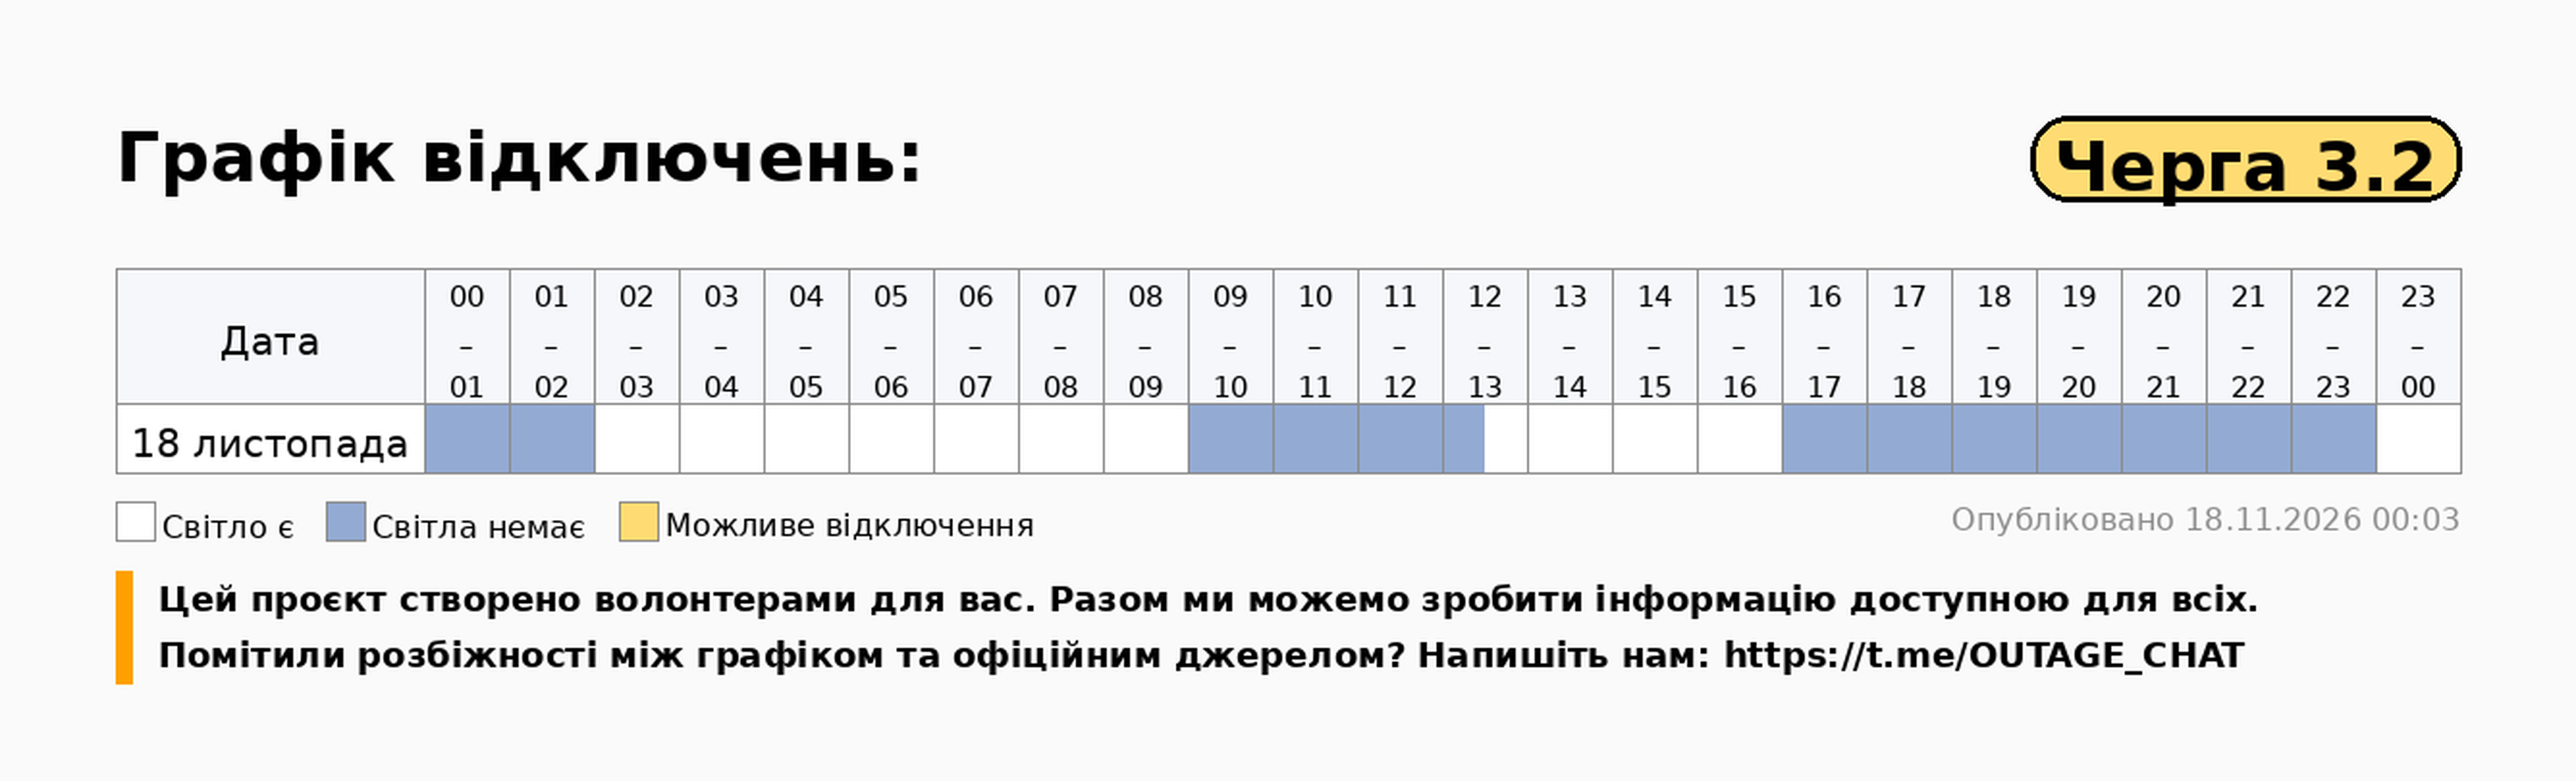 Графік відключень:
Черга 3.2
Дата 00 – 01 01 – 02 02 – 03 03 – 04 04 – 05 05 – 06 06 – 07 07 – 08 08 – 09 09 – 10 10 – 11 11 – 12 12 – 13 13 – 14 14 – 15 15 – 16 16 – 17 17 – 18 18 – 19 19 – 20 20 – 21 21 – 22 22 – 23 23 – 00
18 листопада
Світло є Світла немає Можливе відключення
Опубліковано 18.11.2026 00:03
Цей проєкт створено волонтерами для вас. Разом ми можемо зробити інформацію доступною для всіх.
Помітили розбіжності між графіком та офіційним джерелом? Напишіть нам: https://t.me/OUTAGE_CHAT